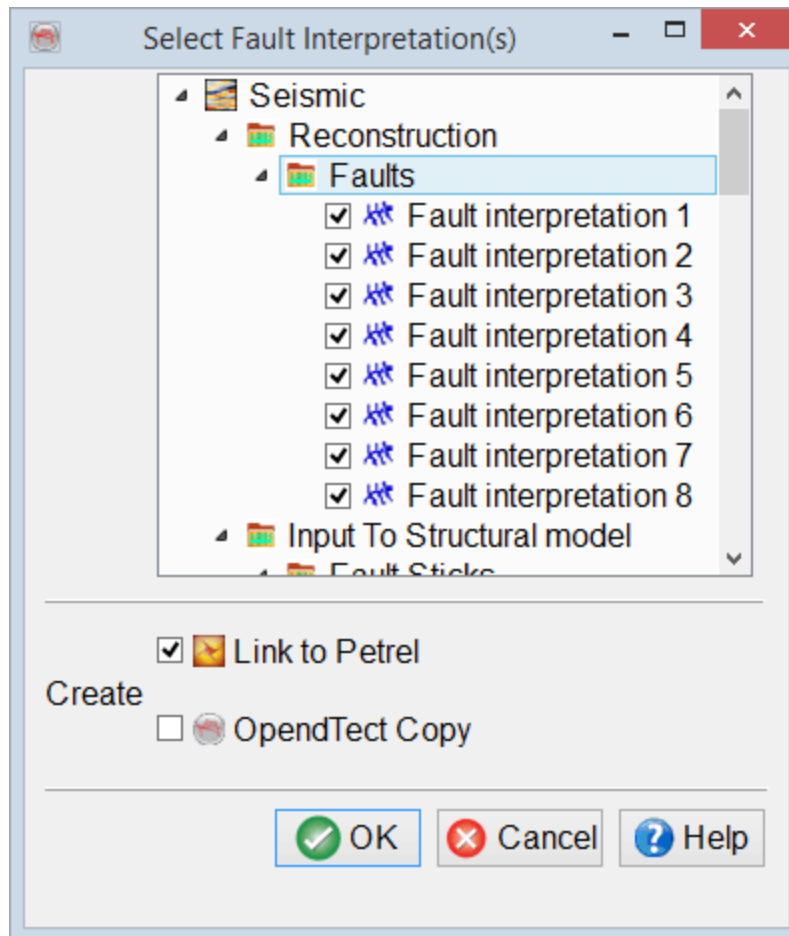 Select Fault Interpretation(s)
Seismic
Reconstruction
Faults
Fault interpretation 1
Fault interpretation 2
Fault interpretation 3
Fault interpretation 4
Fault interpretation 5
Fault interpretation 6
Fault interpretation 7
Fault interpretation 8
Input To Structural model
Fault Sticks
Link to Petrel
Create
OpendTect Copy
OK Cancel Help